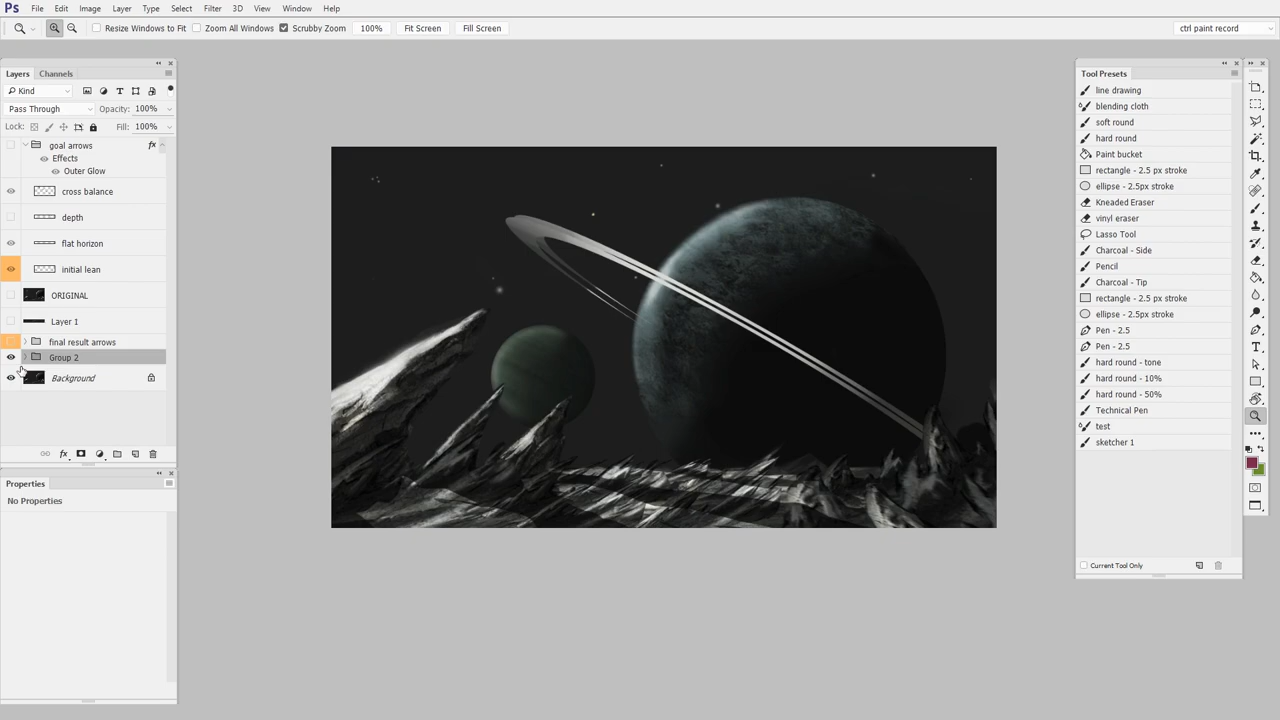 Ps File Edit Image Layer Type Select Filter 3D View Window Help
Resize Windows to Fit Zoom All Windows Scrubby Zoom 100% Fit Screen Fill Screen ctrl paint record
Layers Channels
Kind
Pass Through Opacity: 100%
Lock: Fill: 100%
goal arrows fx
Effects
Outer Glow
cross balance
depth
flat horizon
initial lean
ORIGINAL
Layer 1
final result arrows
Group 2
Background
fx
Properties
No Properties
Tool Presets
line drawing
blending cloth
soft round
hard round
Paint bucket
rectangle - 2.5 px stroke
ellipse - 2.5px stroke
Kneaded Eraser
vinyl eraser
Lasso Tool
Charcoal - Side
Pencil
Charcoal - Tip
rectangle - 2.5 px stroke
ellipse - 2.5px stroke
Pen - 2.5
Pen - 2.5
hard round - tone
hard round - 10%
hard round - 50%
Technical Pen
test
sketcher 1
Current Tool Only